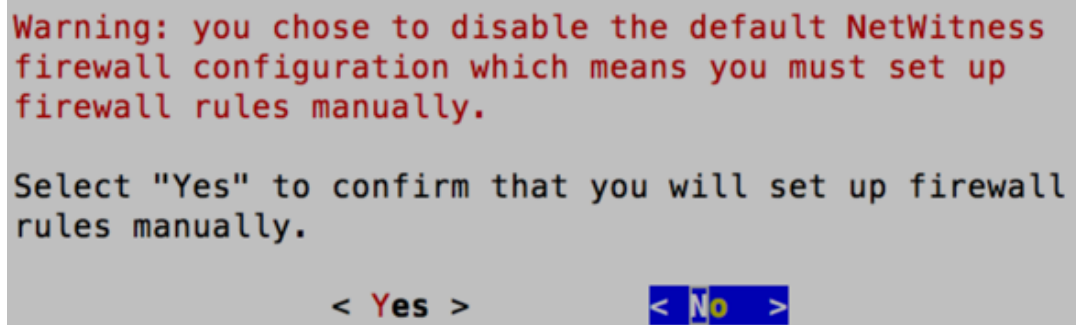 Warning: you chose to disable the default NetWitness
firewall configuration which means you must set up
firewall rules manually.
Select "Yes" to confirm that you will set up firewall
rules manually.
< Yes > < No >